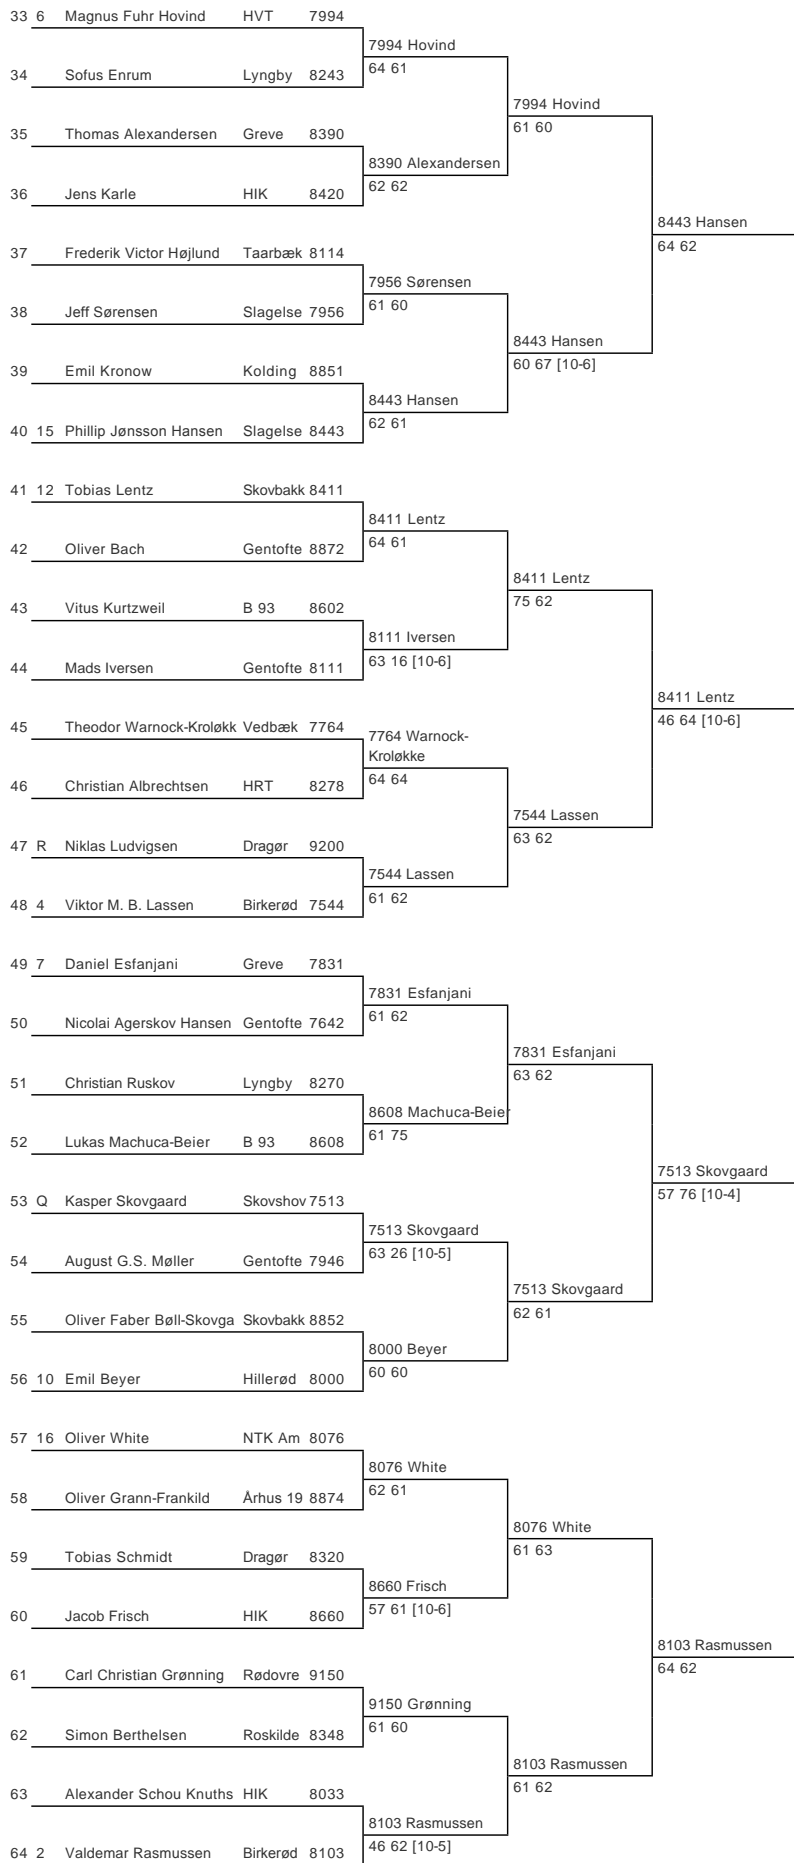 33 6 Magnus Fuhr Hovind HVT 7994
7994 Hovind
64 61
34 Sofus Enrum Lyngby 8243
7994 Hovind
61 60
35 Thomas Alexandersen Greve 8390
8390 Alexandersen
62 62
36 Jens Karle HIK 8420
8443 Hansen
64 62
37 Frederik Victor Højlund Taarbæk 8114
7956 Sørensen
61 60
38 Jeff Sørensen Slagelse 7956
8443 Hansen
60 67 [10-6]
39 Emil Kronow Kolding 8851
8443 Hansen
62 61
40 15 Phillip Jønsson Hansen Slagelse 8443
41 12 Tobias Lentz Skovbakk 8411
8411 Lentz
64 61
42 Oliver Bach Gentofte 8872
8411 Lentz
75 62
43 Vitus Kurtzweil B 93 8602
8111 Iversen
63 16 [10-6]
44 Mads Iversen Gentofte 8111
8411 Lentz
46 64 [10-6]
45 Theodor Warnock-Kroløkk Vedbæk 7764
7764 Warnock-
Kroløkke
64 64
46 Christian Albrechtsen HRT 8278
7544 Lassen
63 62
47 R Niklas Ludvigsen Dragør 9200
7544 Lassen
61 62
48 4 Viktor M. B. Lassen Birkerød 7544
49 7 Daniel Esfanjani Greve 7831
7831 Esfanjani
61 62
50 Nicolai Agerskov Hansen Gentofte 7642
7831 Esfanjani
63 62
51 Christian Ruskov Lyngby 8270
8608 Machuca-Beier
61 75
52 Lukas Machuca-Beier B 93 8608
7513 Skovgaard
57 76 [10-4]
53 Q Kasper Skovgaard Skovshov 7513
7513 Skovgaard
63 26 [10-5]
54 August G.S. Møller Gentofte 7946
7513 Skovgaard
62 61
55 Oliver Faber Bøll-Skovga Skovbakk 8852
8000 Beyer
60 60
56 10 Emil Beyer Hillerød 8000
57 16 Oliver White NTK Am 8076
8076 White
62 61
58 Oliver Grann-Frankild Århus 19 8874
8076 White
61 63
59 Tobias Schmidt Dragør 8320
8660 Frisch
57 61 [10-6]
60 Jacob Frisch HIK 8660
8103 Rasmussen
64 62
61 Carl Christian Grønning Rødovre 9150
9150 Grønning
61 60
62 Simon Berthelsen Roskilde 8348
8103 Rasmussen
61 62
63 Alexander Schou Knuths HIK 8033
8103 Rasmussen
46 62 [10-5]
64 2 Valdemar Rasmussen Birkerød 8103